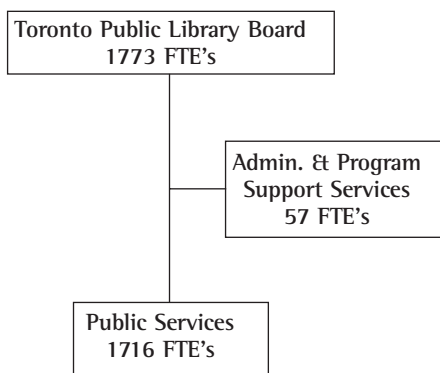 Toronto Public Library Board
1773 FTE's
Admin. & Program
Support Services
57 FTE's
Public Services
1716 FTE's